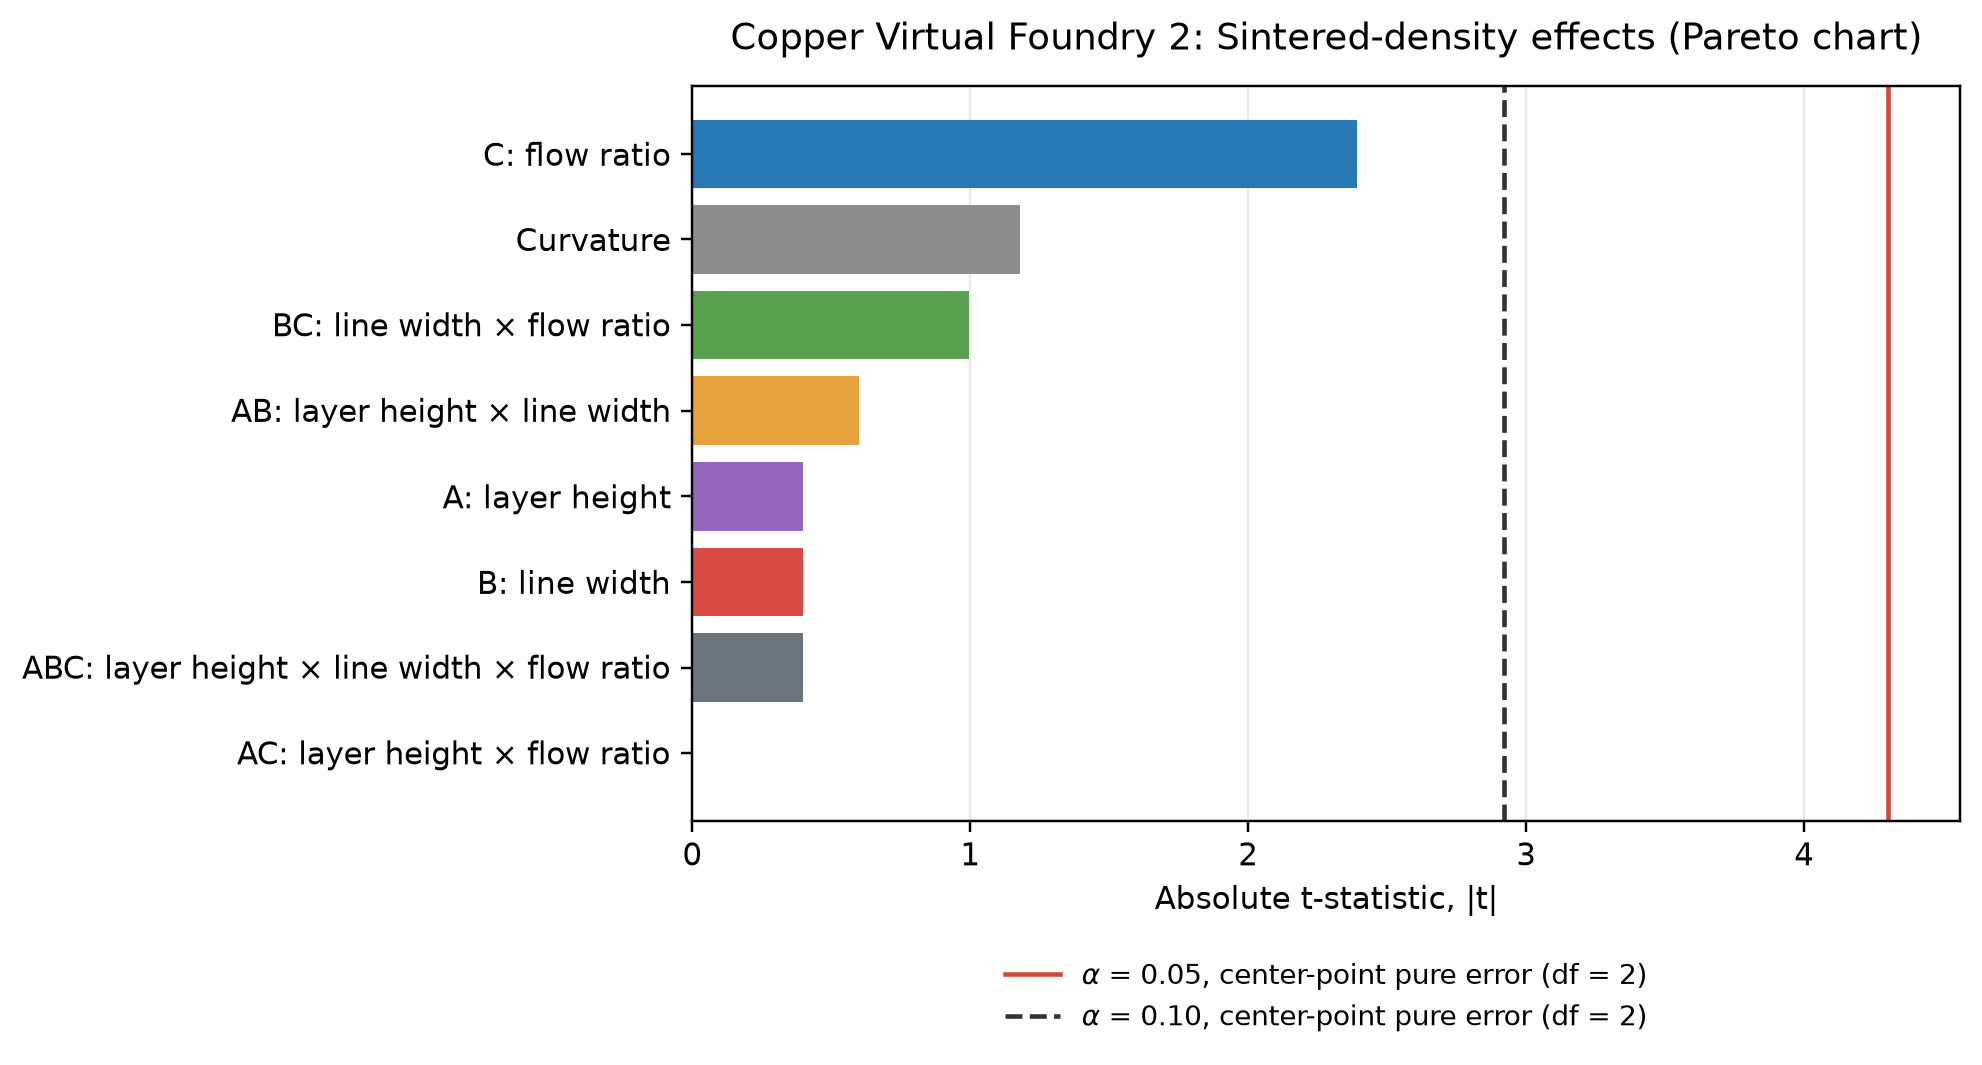 Copper Virtual Foundry 2: Sintered-density effects (Pareto chart)
C: flow ratio
Curvature
BC: line width × flow ratio
AB: layer height × line width
A: layer height
B: line width
ABC: layer height × line width × flow ratio
AC: layer height × flow ratio
0 1 2 3 4
Absolute t-statistic, |t|
α = 0.05, center-point pure error (df = 2)
α = 0.10, center-point pure error (df = 2)